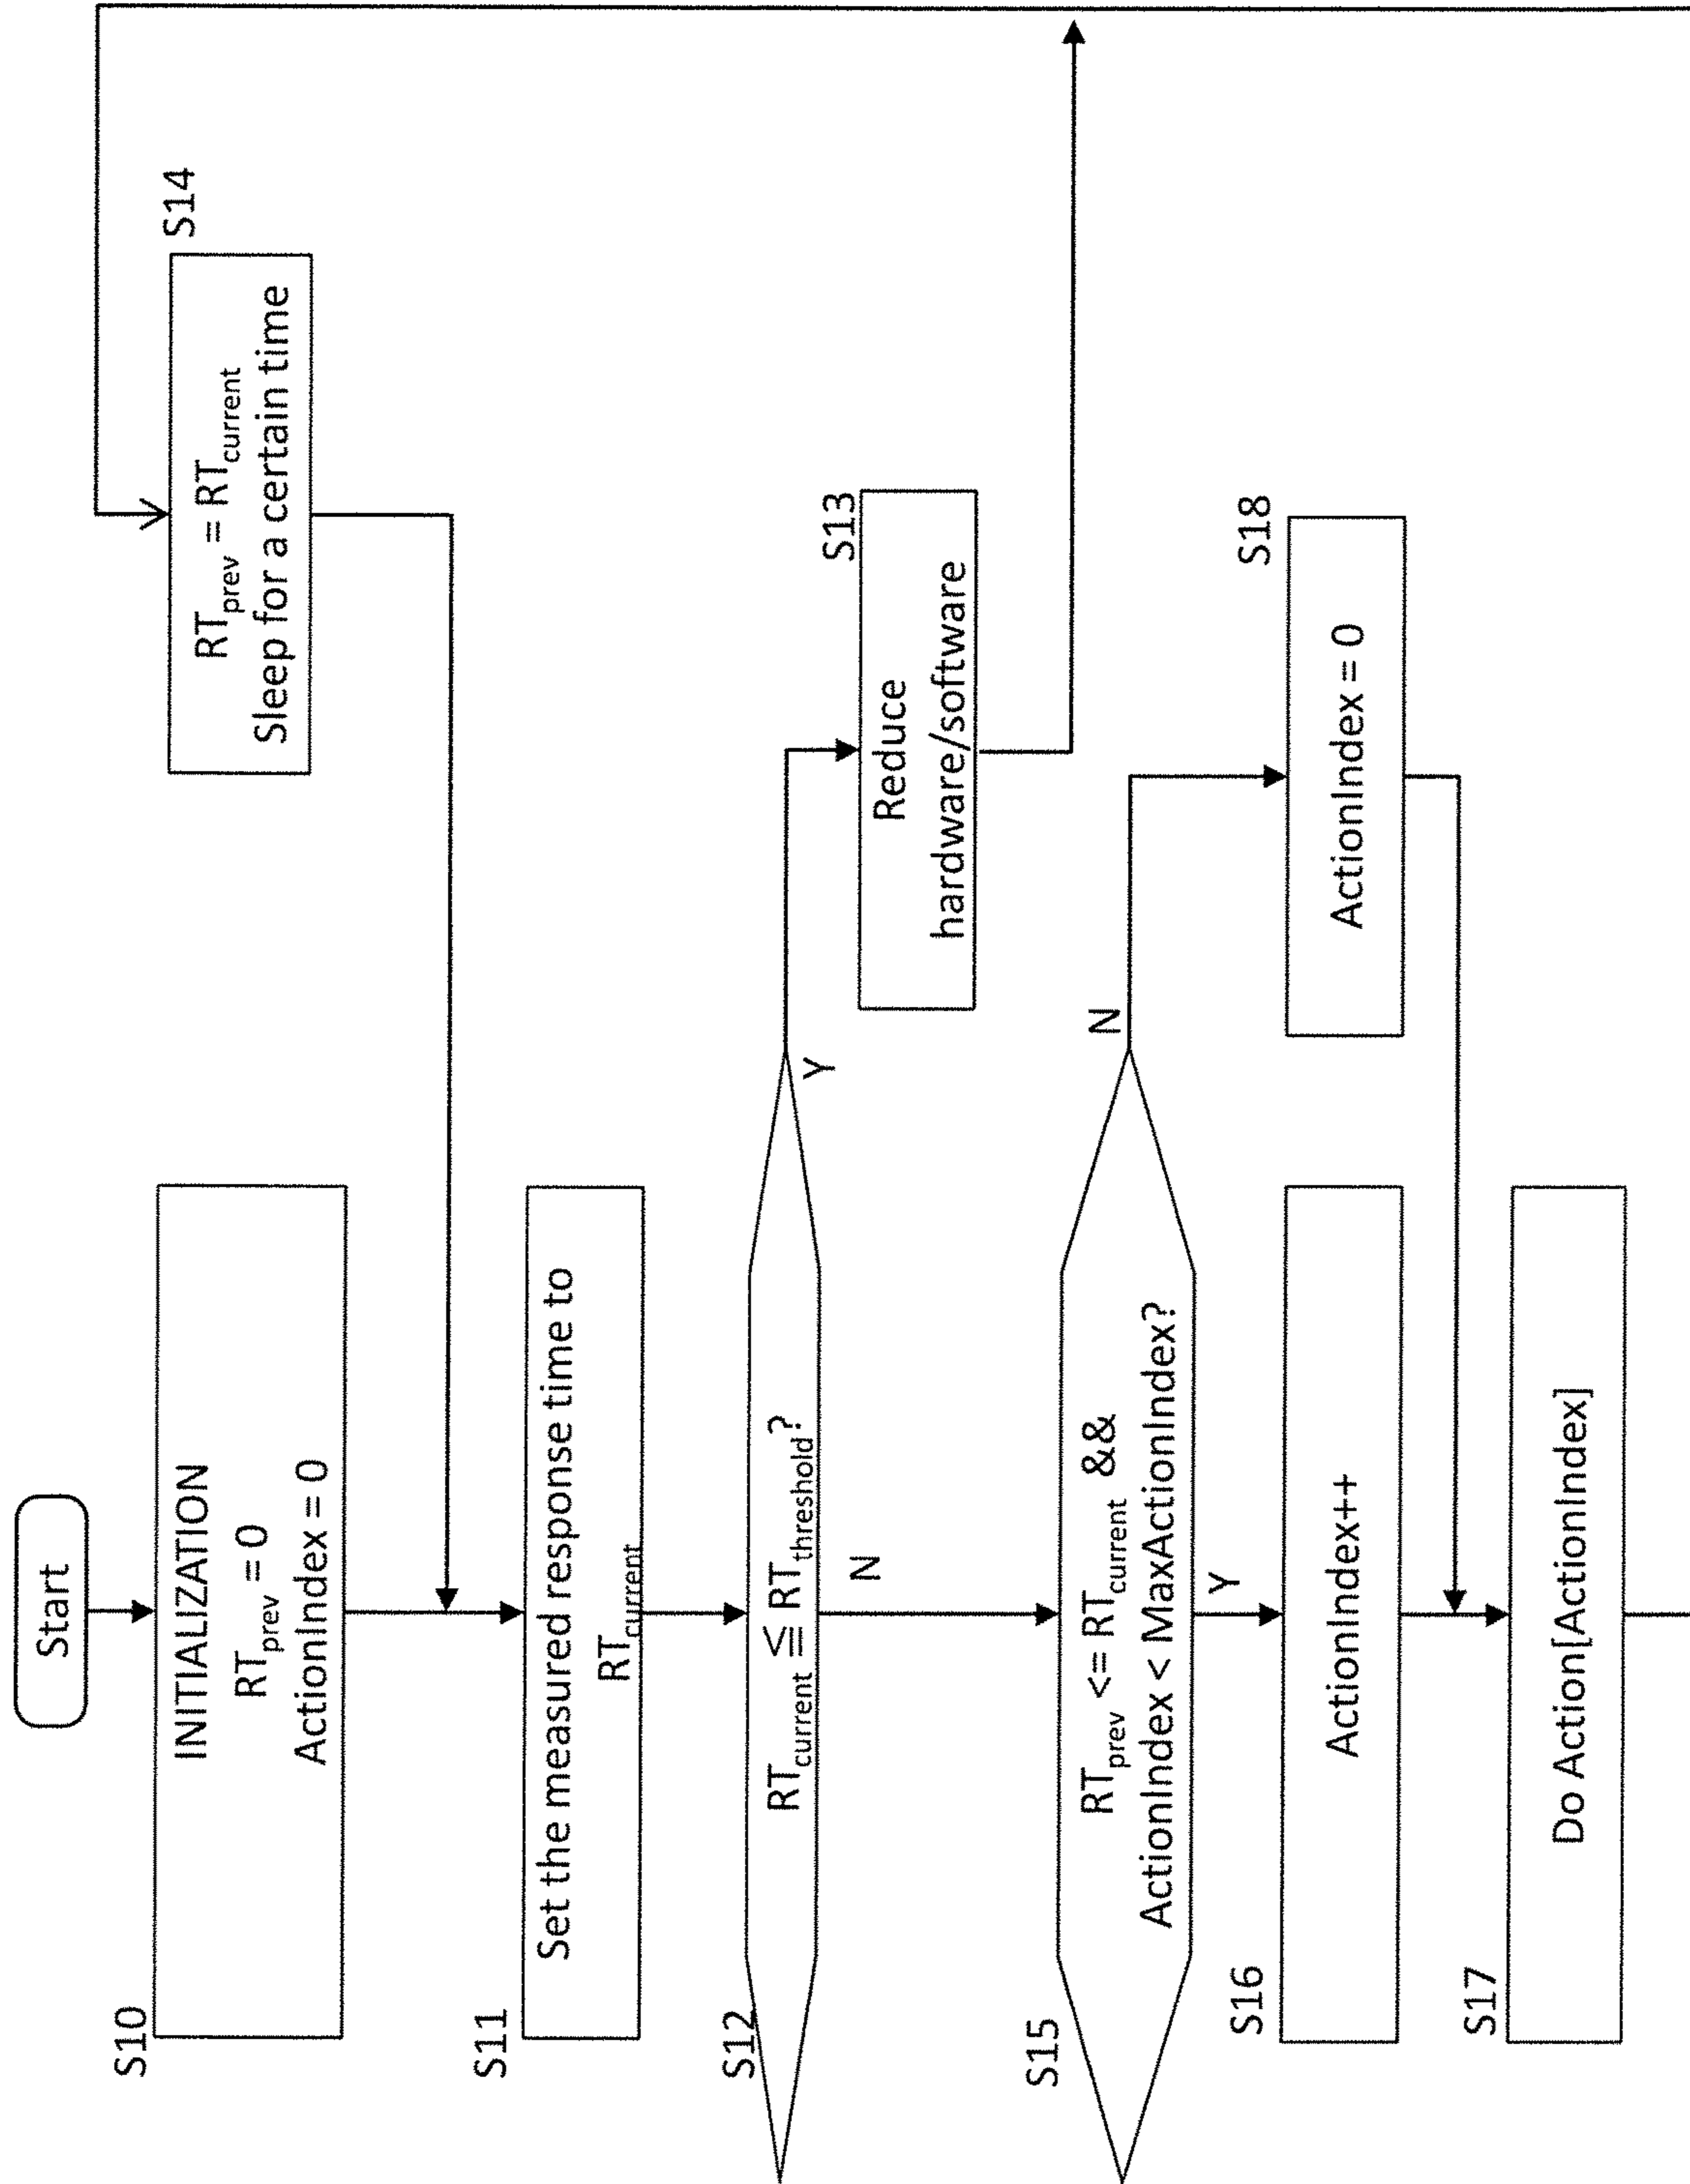 Start
S10
INITIALIZATION
RTprev = 0
ActionIndex = 0
S14
RTprev = RTcurrent
Sleep for a certain time
S11
Set the measured response time to
RTcurrent
S12
RTcurrent ≦ RTthreshold?
Y
N
S13
Reduce
hardware/software
S15
RTprev <= RTcurrent &&
ActionIndex < MaxActionIndex?
N
Y
S16
ActionIndex++
S18
ActionIndex = 0
S17
Do Action[ActionIndex]